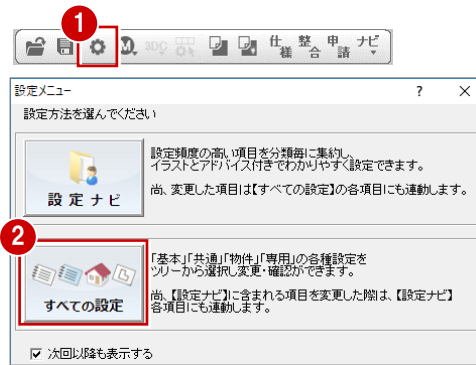 1
3DC 仕様 整合 申請 ナビ
設定メニュー ? ×
設定方法を選んでください
設定ナビ
設定頻度の高い項目を分類毎に集約し、
イラストとアドバイス付きでわかりやすく設定できます。
尚、変更した項目は【すべての設定】の各項目にも連動します。
2
すべての設定
「基本」「共通」「物件」「専用」の各種設定を
ツリーから選択し変更・確認ができます。
尚、【設定ナビ】に含まれる項目を変更した際は、【設定ナビ】
各項目にも連動します。
次回以降も表示する